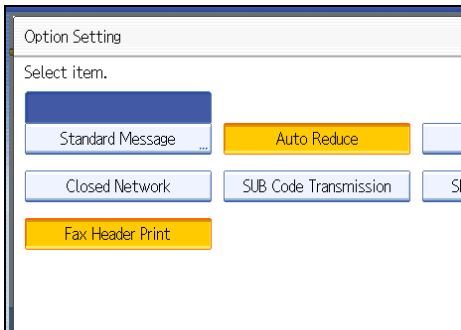 Option Setting
Select item.
Standard Message ...
Auto Reduce
Closed Network
SUB Code Transmission
Fax Header Print